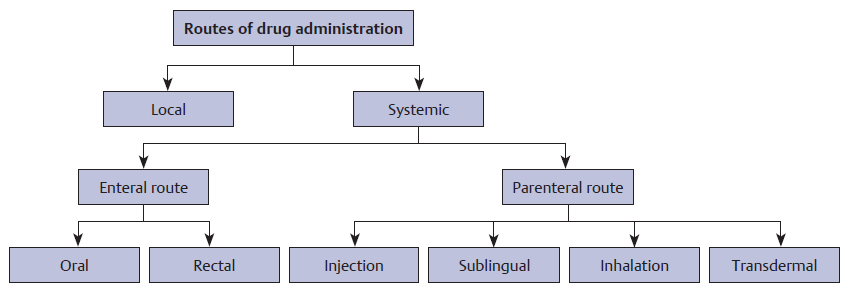 Routes of drug administration
Local
Systemic
Enteral route
Parenteral route
Oral
Rectal
Injection
Sublingual
Inhalation
Transdermal